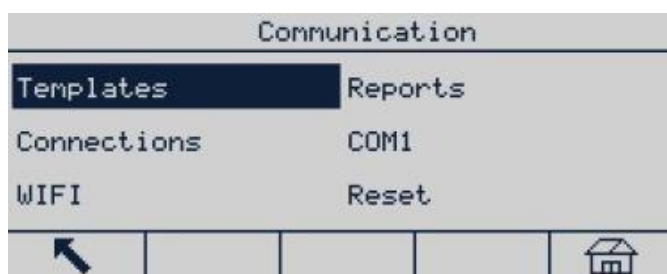 Communication
Templates Reports
Connections COM1
WIFI Reset